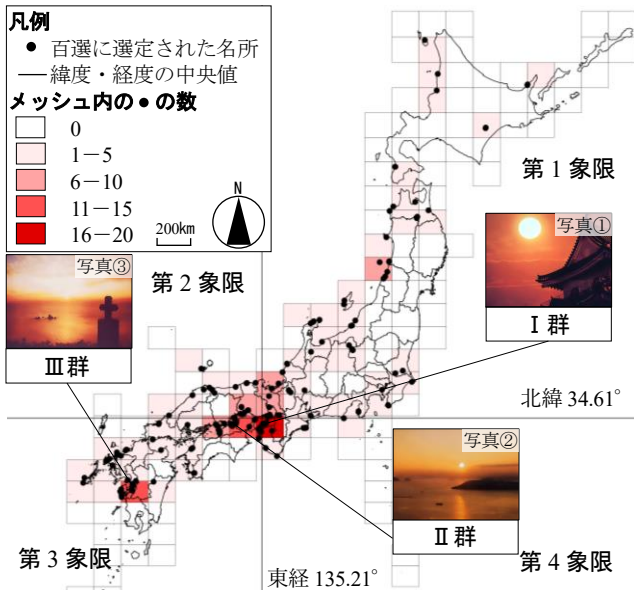 凡例
● 百選に選定された名所
― 緯度・経度の中央値
メッシュ内の●の数
0
1－5
6－10
11－15
16－20
200km
N
第1象限
写真①
Ⅰ群
写真③
Ⅲ群
第2象限
北緯 34.61°
写真②
Ⅱ群
第3象限
東経 135.21°
第4象限